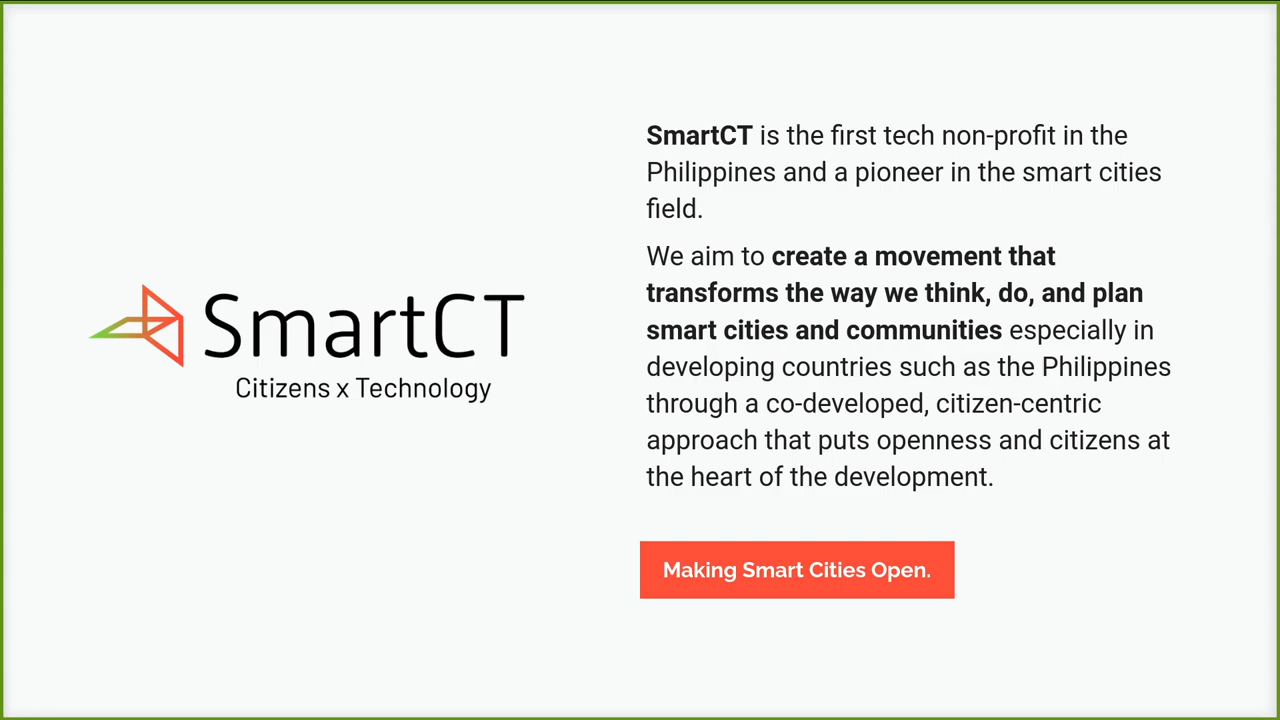 SmartCT
Citizens x Technology
SmartCT is the first tech non-profit in the
Philippines and a pioneer in the smart cities
field.
We aim to create a movement that
transforms the way we think, do, and plan
smart cities and communities especially in
developing countries such as the Philippines
through a co-developed, citizen-centric
approach that puts openness and citizens at
the heart of the development.
Making Smart Cities Open.